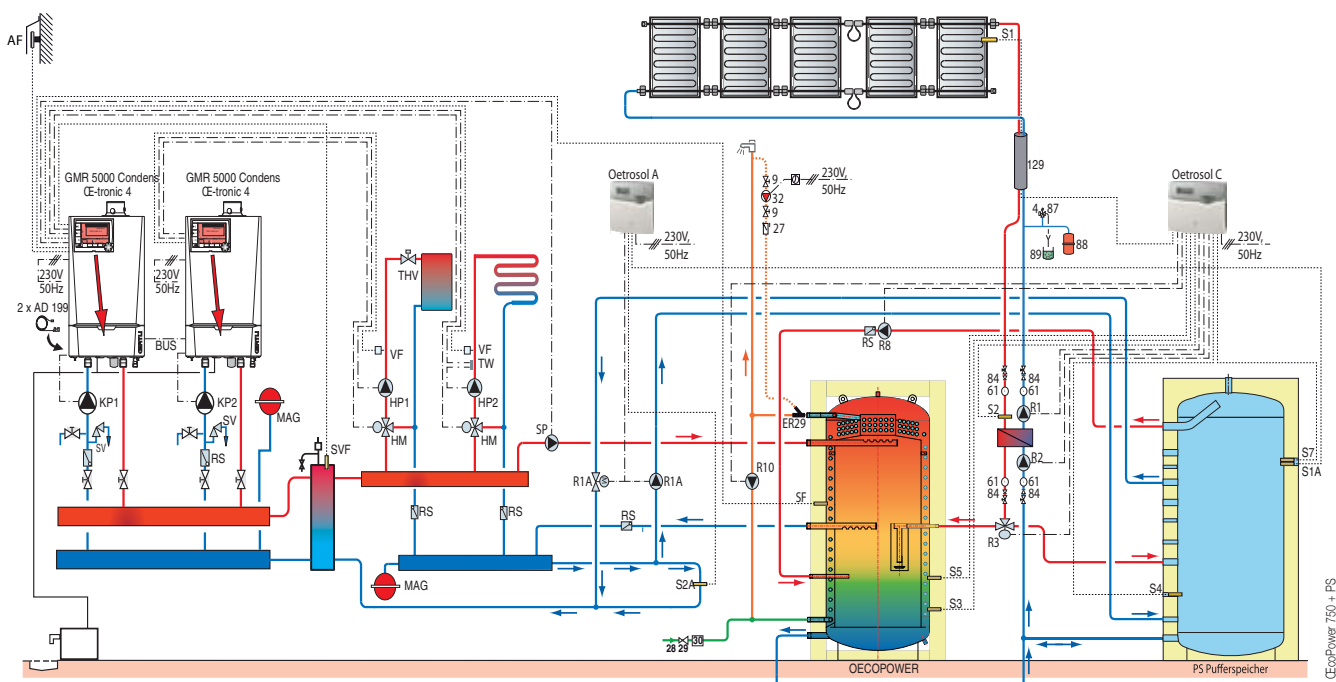 AF
S1
GMR 5000 Condens
Œ-tronic 4
GMR 5000 Condens
Œ-tronic 4
Oetrosol A
9
32
9
27
230V,
50Hz
129
Oetrosol C
4
87
88
89
230V,
50Hz
230V,
50Hz
230V
50Hz
230V
50Hz
2 x AD 199
BUS
THV
VF
VF
TW
HP1
HP2
HM
HM
KP1
KP2
MAG
SV
SV
RS
SVF
SP
RS
R8
84
84
61
61
S2
R1
R2
61
61
84
84
R3
ER29
R10
R1A
R1A
SF
RS
RS
RS
S7
S1A
S5
S3
S4
MAG
S2A
28 29
30
OECOPOWER
PS Pufferspeicher
ŒcoPower 750 + PS